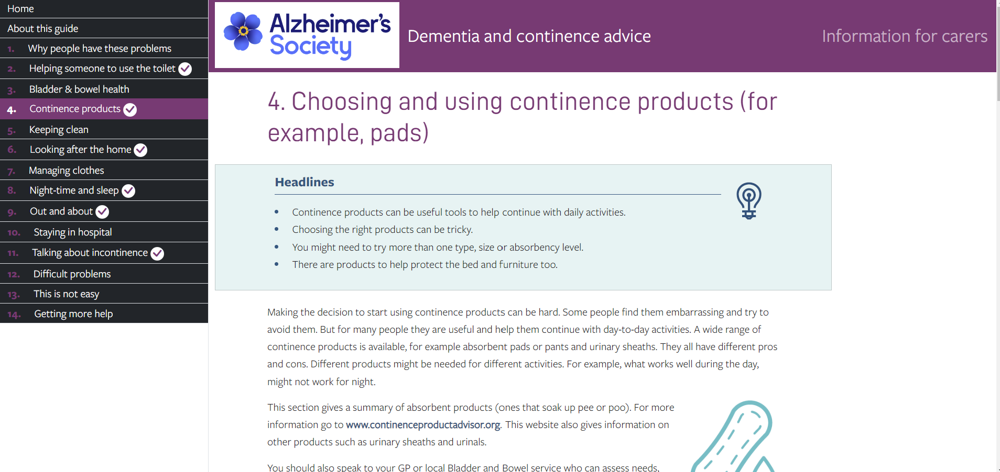 Home
About this guide
1. Why people have these problems
2. Helping someone to use the toilet
3. Bladder & bowel health
4. Continence products
5. Keeping clean
6. Looking after the home
7. Managing clothes
8. Night-time and sleep
9. Out and about
10. Staying in hospital
11. Talking about incontinence
12. Difficult problems
13. This is not easy
14. Getting more help
Alzheimer's
Society
Dementia and continence advice
Information for carers
4. Choosing and using continence products (for
example, pads)
Headlines
• Continence products can be useful tools to help continue with daily activities.
• Choosing the right products can be tricky.
• You might need to try more than one type, size or absorbency level.
• There are products to help protect the bed and furniture too.
Making the decision to start using continence products can be hard. Some people find them embarrassing and try to
avoid them. But for many people they are useful and help them continue with day-to-day activities. A wide range of
continence products is available, for example absorbent pads or pants and urinary sheaths. They all have different pros
and cons. Different products might be needed for different activities. For example, what works well during the day,
might not work for night.
This section gives a summary of absorbent products (ones that soak up pee or poo). For more
information go to www.continenceproductadvisor.org. This website also gives information on
other products such as urinary sheaths and urinals.
You should also speak to your GP or local Bladder and Bowel service who can assess needs,